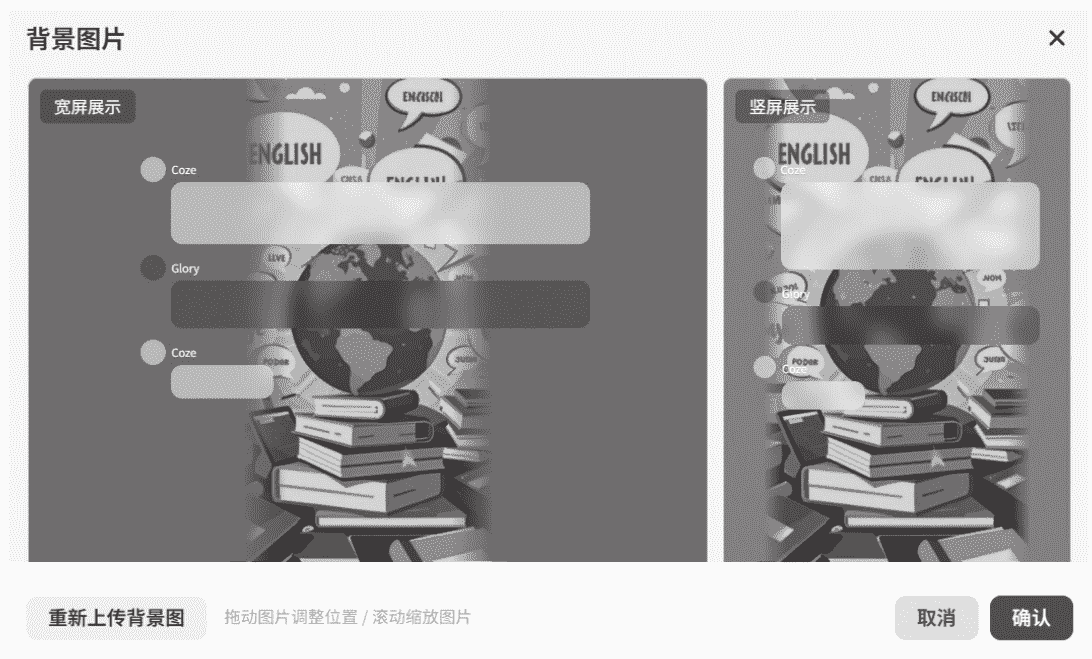 背景图片
宽屏展示
ENGLISH
Coze
Glory
Coze
竖屏展示
ENGLISH
Coze
Glory
Coze
重新上传背景图
拖动图片调整位置 / 滚动缩放图片
取消
确认